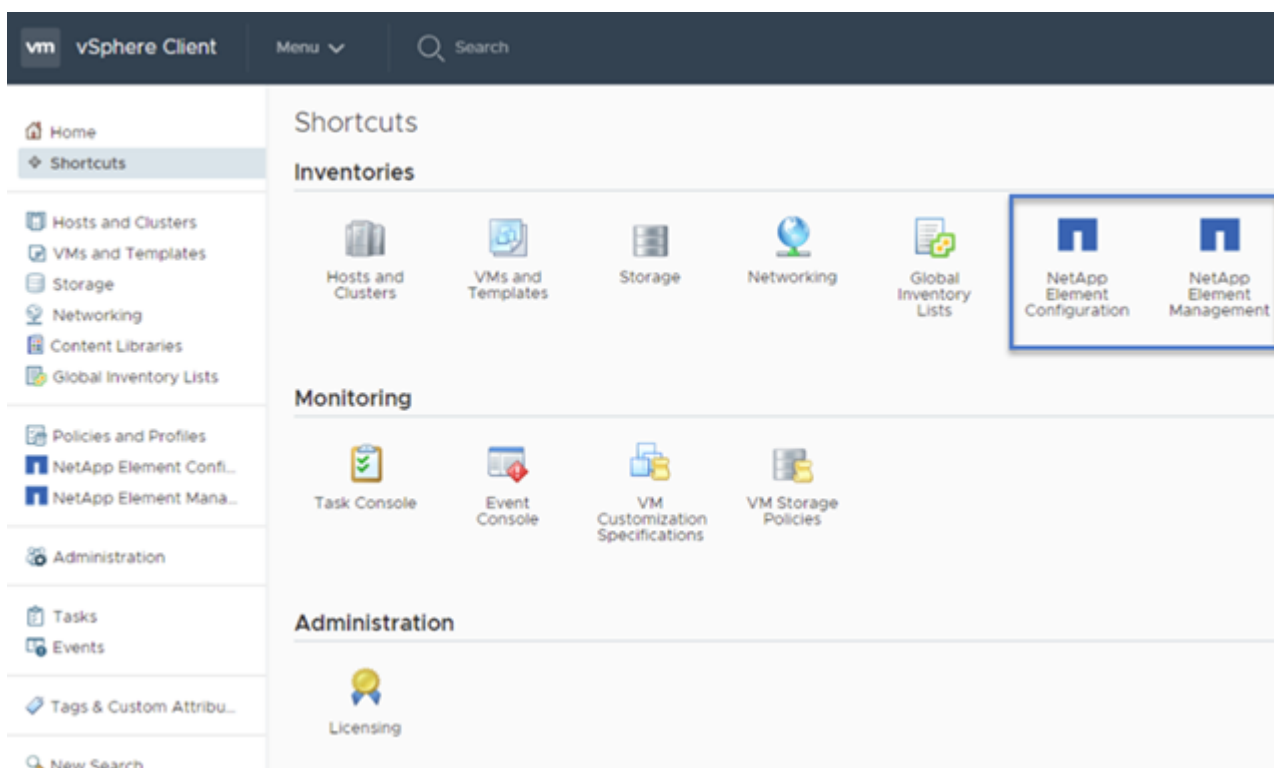 vm vSphere Client Menu Search
Home
Shortcuts
Hosts and Clusters
VMs and Templates
Storage
Networking
Content Libraries
Global Inventory Lists
Policies and Profiles
NetApp Element Confi...
NetApp Element Mana...
Administration
Tasks
Events
Tags & Custom Attribu...
New Search
Shortcuts
Inventories
Hosts and
Clusters
VMs and
Templates
Storage
Networking
Global
Inventory
Lists
NetApp
Element
Configuration
NetApp
Element
Management
Monitoring
Task Console
Event
Console
VM
Customization
Specifications
VM Storage
Policies
Administration
Licensing